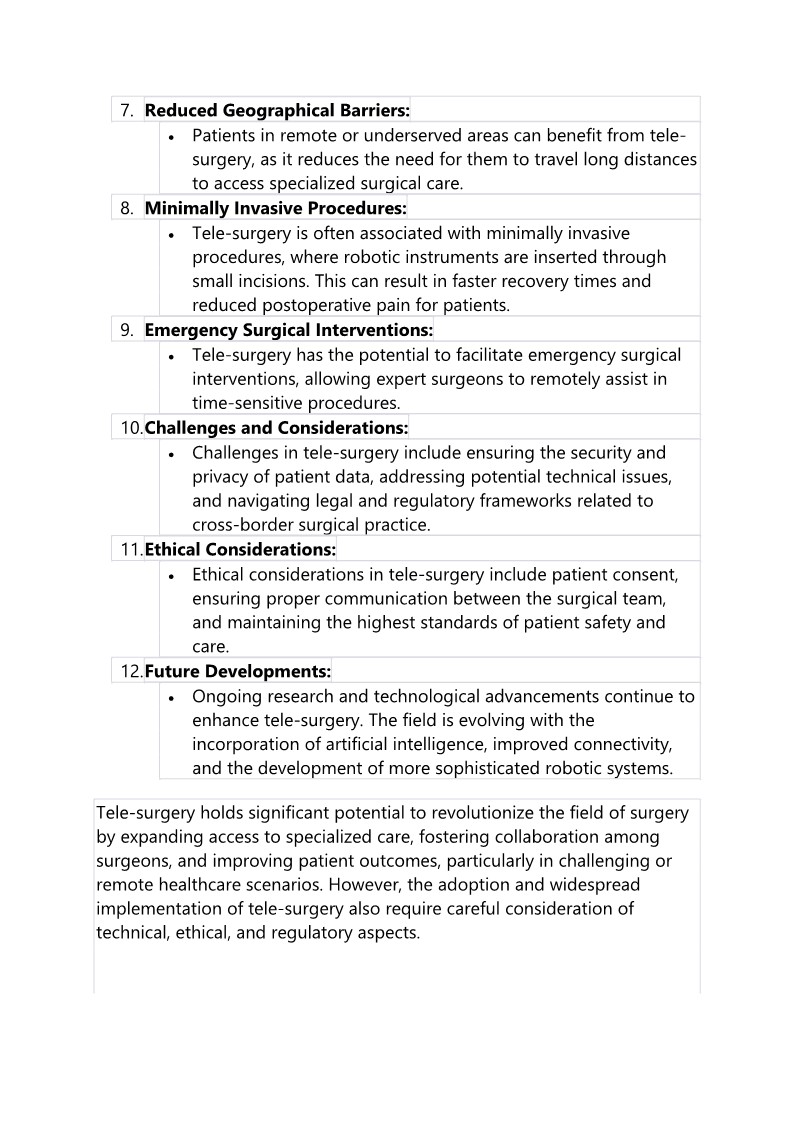 7. Reduced Geographical Barriers:
• Patients in remote or underserved areas can benefit from tele-
surgery, as it reduces the need for them to travel long distances
to access specialized surgical care.
8. Minimally Invasive Procedures:
• Tele-surgery is often associated with minimally invasive
procedures, where robotic instruments are inserted through
small incisions. This can result in faster recovery times and
reduced postoperative pain for patients.
9. Emergency Surgical Interventions:
• Tele-surgery has the potential to facilitate emergency surgical
interventions, allowing expert surgeons to remotely assist in
time-sensitive procedures.
10.Challenges and Considerations:
• Challenges in tele-surgery include ensuring the security and
privacy of patient data, addressing potential technical issues,
and navigating legal and regulatory frameworks related to
cross-border surgical practice.
11.Ethical Considerations:
• Ethical considerations in tele-surgery include patient consent,
ensuring proper communication between the surgical team,
and maintaining the highest standards of patient safety and
care.
12.Future Developments:
• Ongoing research and technological advancements continue to
enhance tele-surgery. The field is evolving with the
incorporation of artificial intelligence, improved connectivity,
and the development of more sophisticated robotic systems.
Tele-surgery holds significant potential to revolutionize the field of surgery
by expanding access to specialized care, fostering collaboration among
surgeons, and improving patient outcomes, particularly in challenging or
remote healthcare scenarios. However, the adoption and widespread
implementation of tele-surgery also require careful consideration of
technical, ethical, and regulatory aspects.